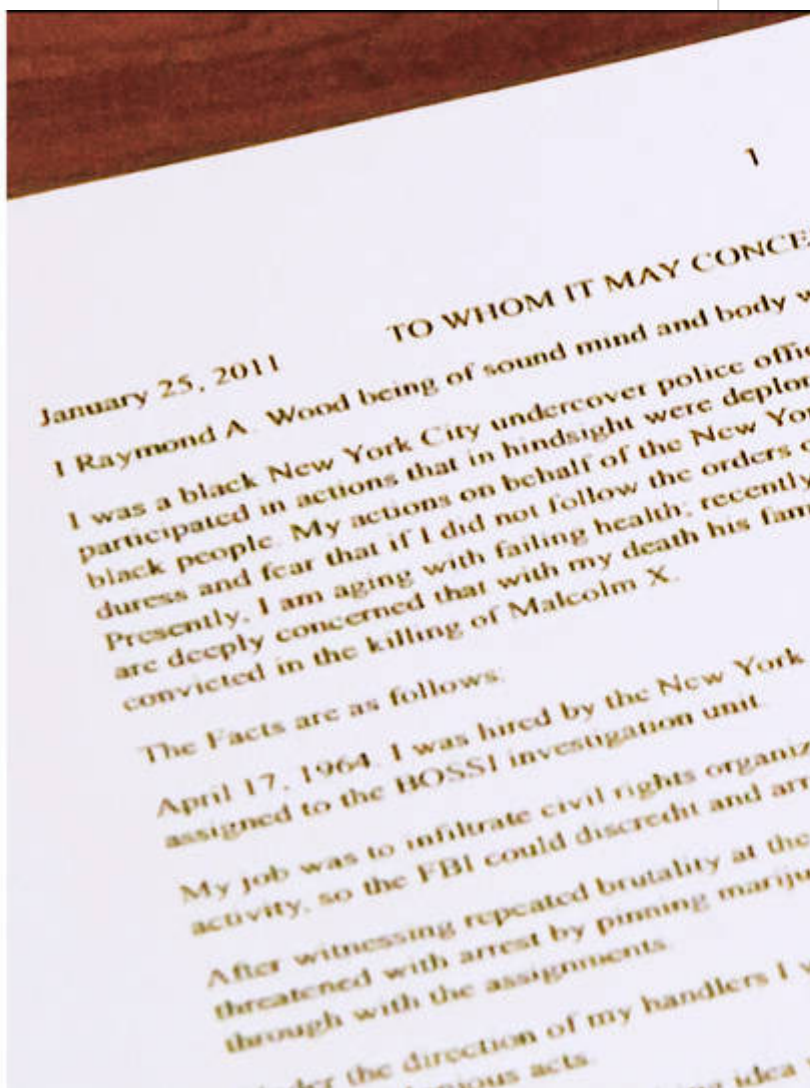 1
TO WHOM IT MAY CONCE
January 25, 2011
I Raymond A. Wood being of sound mind and body w
I was a black New York City undercover police offic
participated in actions that in hindsight were deplor
black people. My actions on behalf of the New Yo
duress and fear that if I did not follow the orders o
Presently, I am aging with failing health; recently
are deeply concerned that with my death his fam
convicted in the killing of Malcolm X.
The Facts are as follows:
April 17, 1964. I was hired by the New York
assigned to the BOSSI investigation unit.
My job was to infiltrate civil rights organiz
activity, so the FBI could discredit and arr
After witnessing repeated brutality at the
threatened with arrest by pinning mariju
through with the assignments.
the direction of my handlers I
acts.
idea